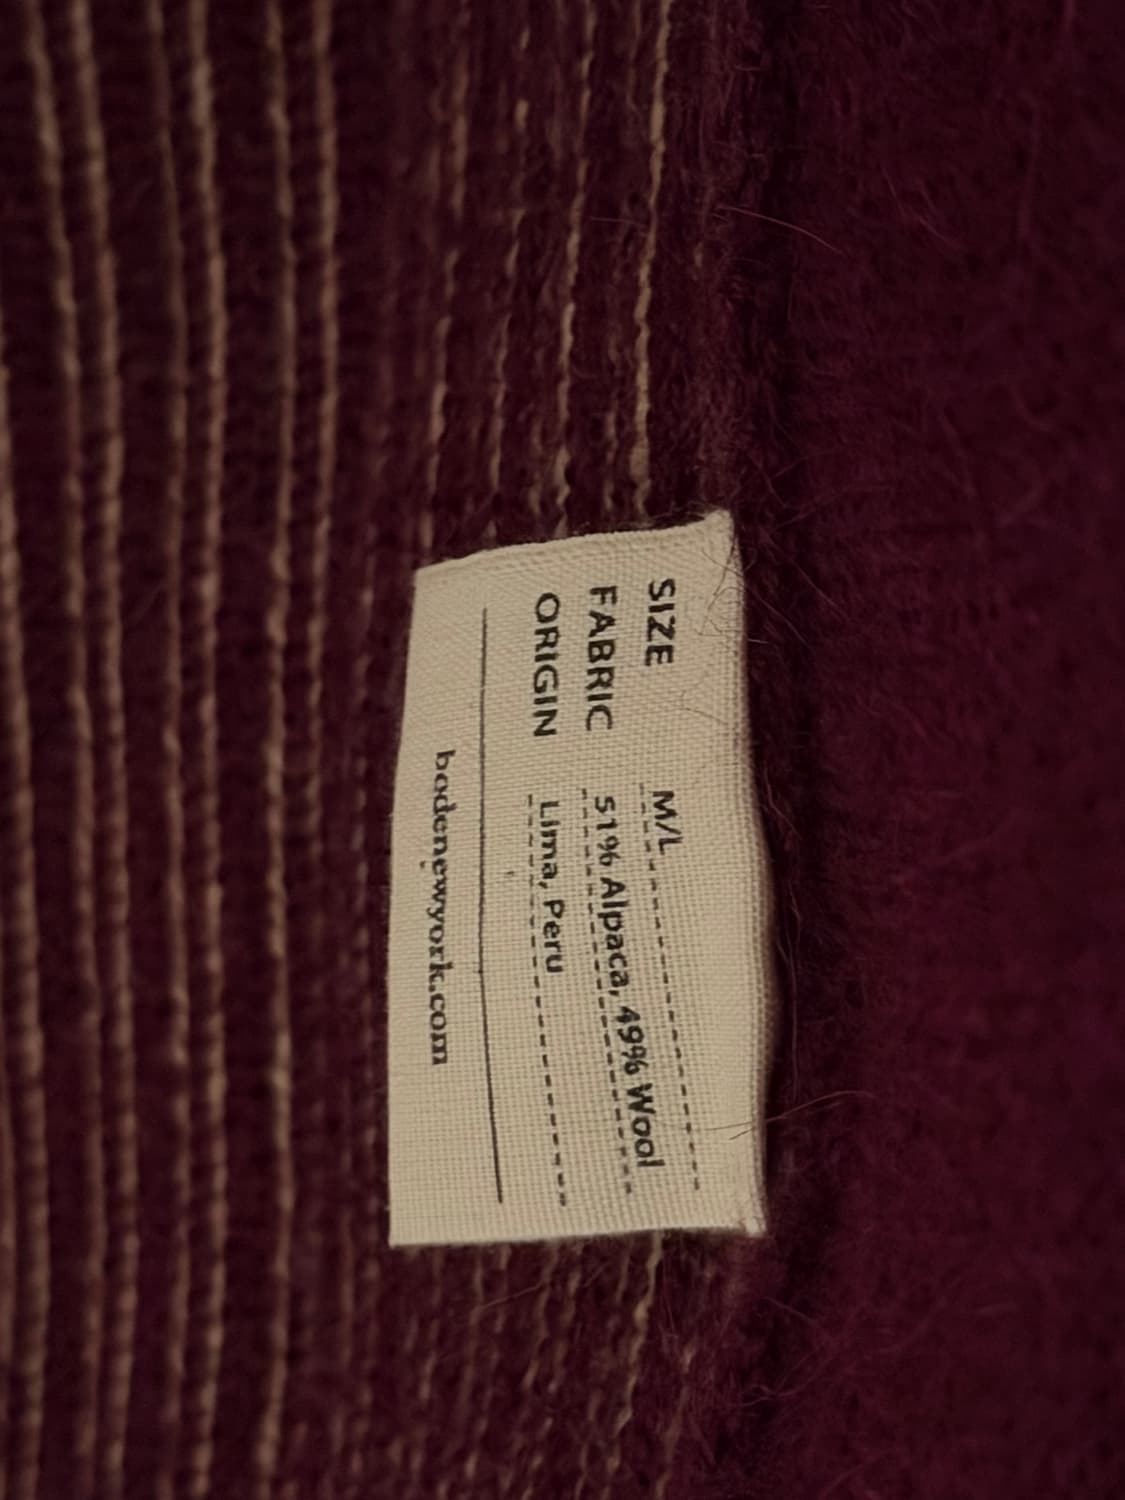 SIZE M/L
FABRIC 51% Alpaca, 49% Wool
ORIGIN Lima, Peru
bodenewyork.com